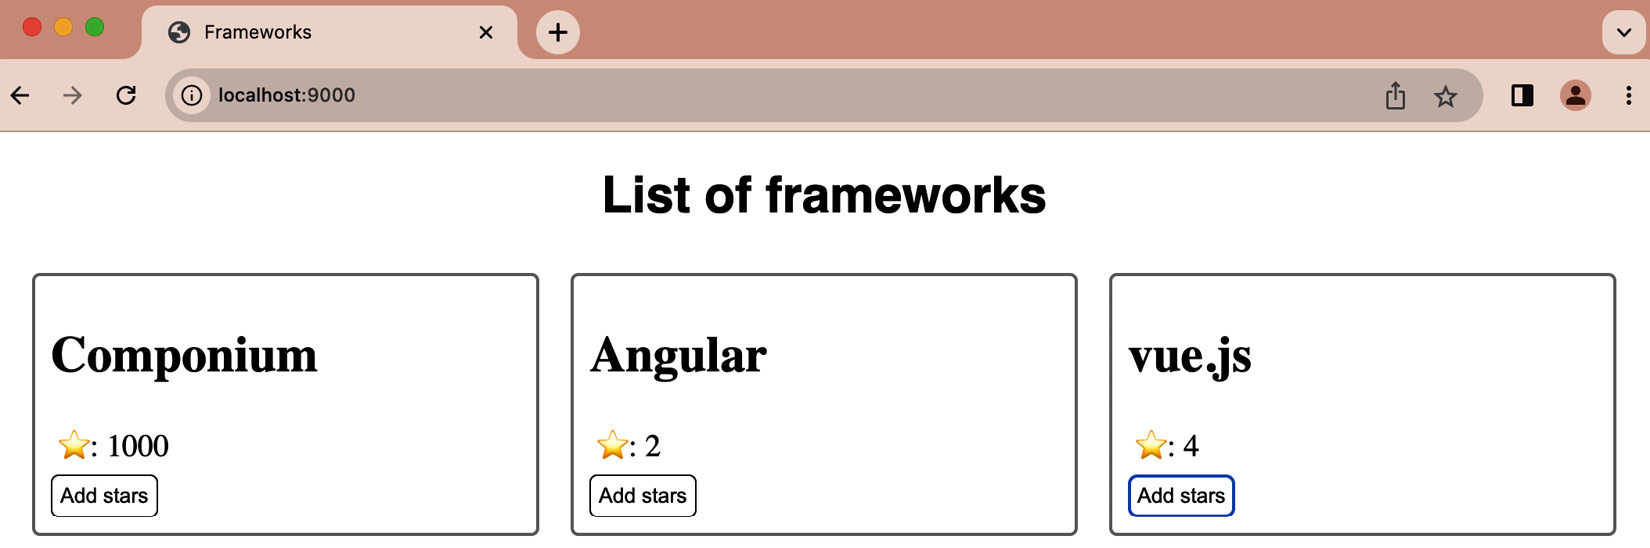 Frameworks
localhost:9000
List of frameworks
Componium
⭐: 1000
Add stars
Angular
⭐: 2
Add stars
vue.js
⭐: 4
Add stars